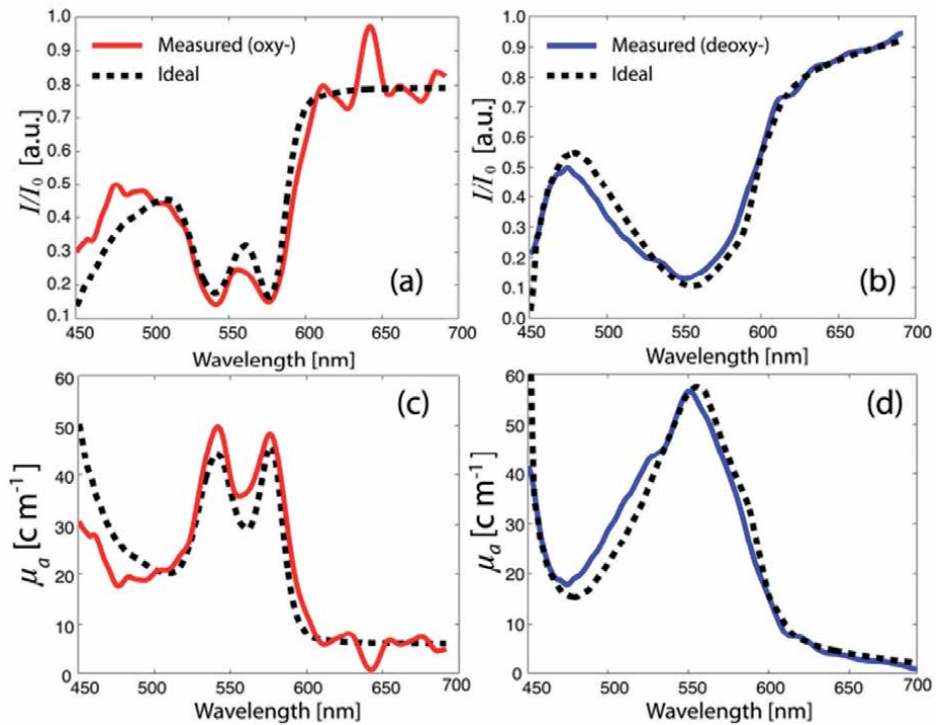 1.0
0.9
0.8
0.7
0.6
0.5
0.4
0.3
0.2
0.1
I/I₀ [a.u.]
Measured (oxy-)
Ideal
(a)
450 500 550 600 650 700
Wavelength [nm]
1.0
0.9
0.8
0.7
0.6
0.5
0.4
0.3
0.2
0.1
0.0
I/I₀ [a.u.]
Measured (deoxy-)
Ideal
(b)
450 500 550 600 650 700
Wavelength [nm]
60
50
40
30
20
10
0
μₐ [c m⁻¹]
(c)
450 500 550 600 650 700
Wavelength [nm]
60
50
40
30
20
10
0
μₐ [c m⁻¹]
(d)
450 500 550 600 650 700
Wavelength [nm]